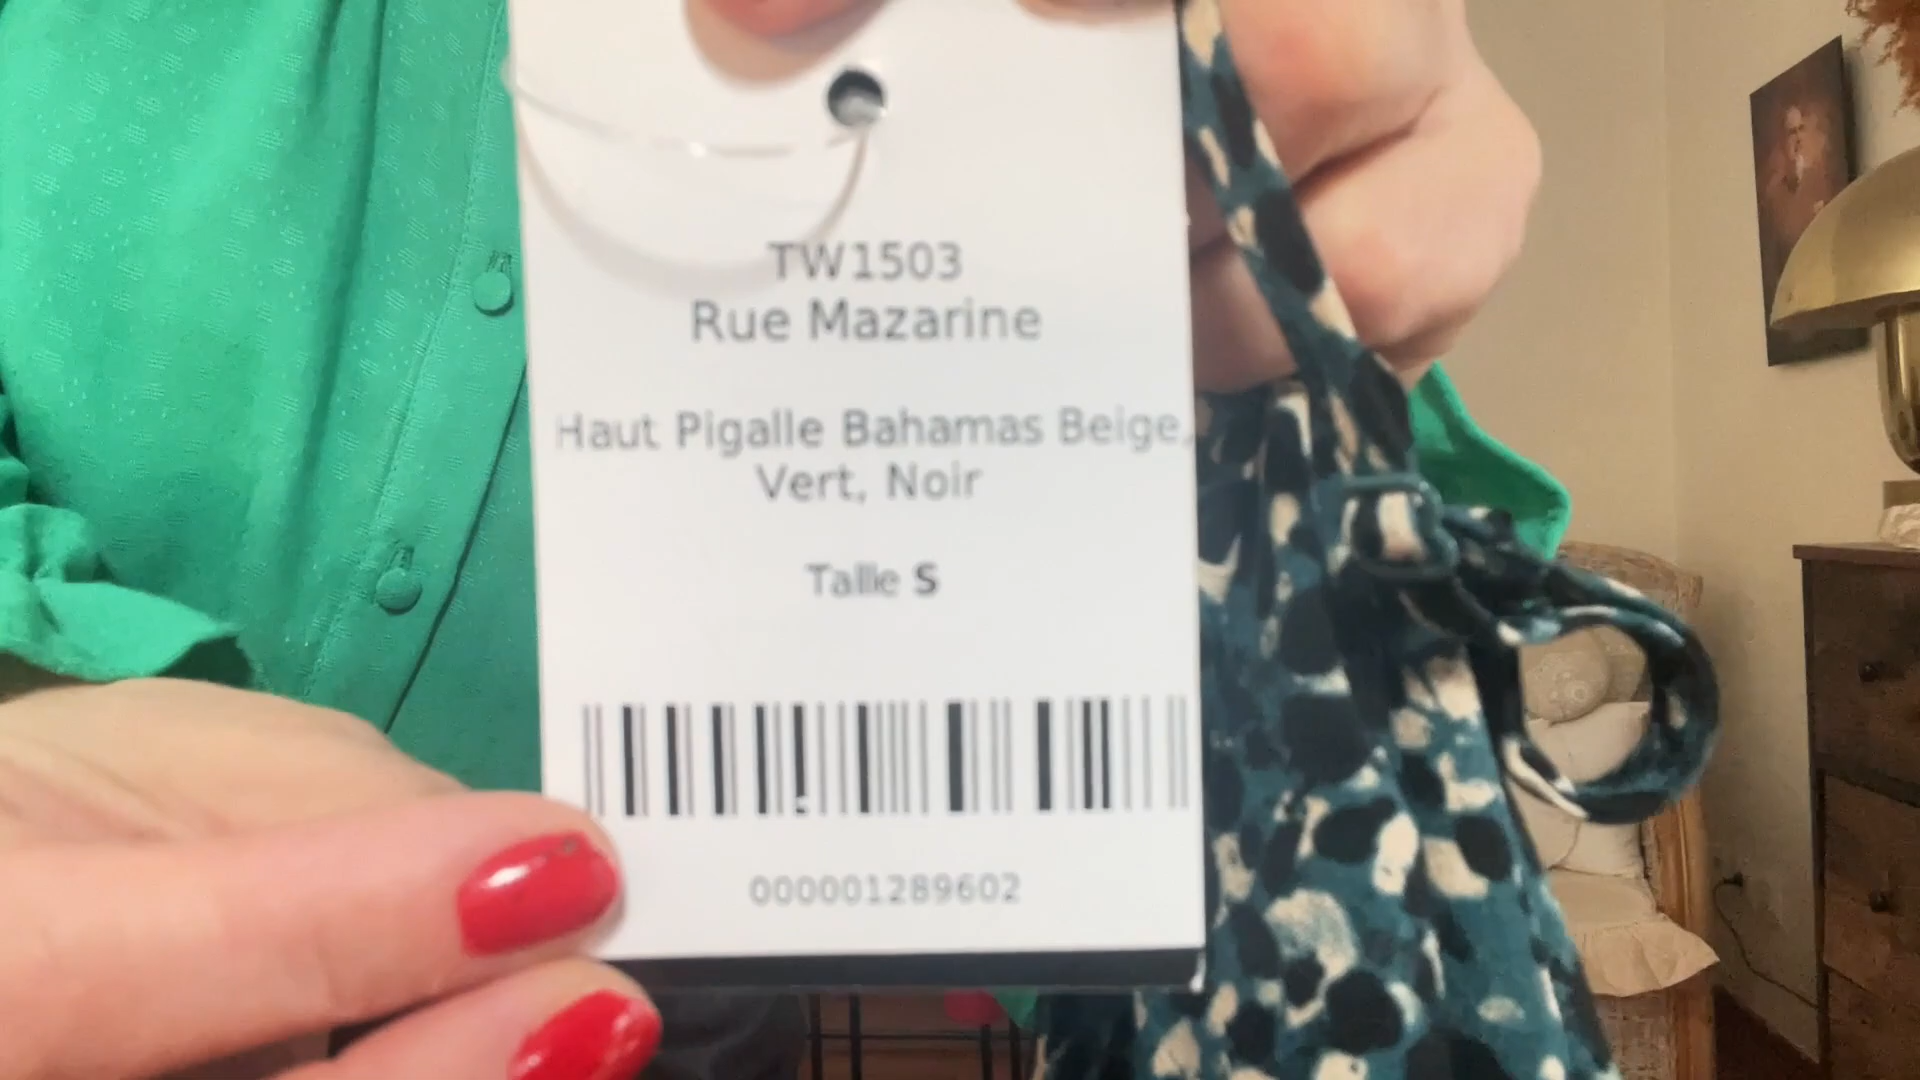 TW1503
Rue Mazarine
Haut Pigalle Bahamas Beige,
Vert, Noir
Taille S
000001289602